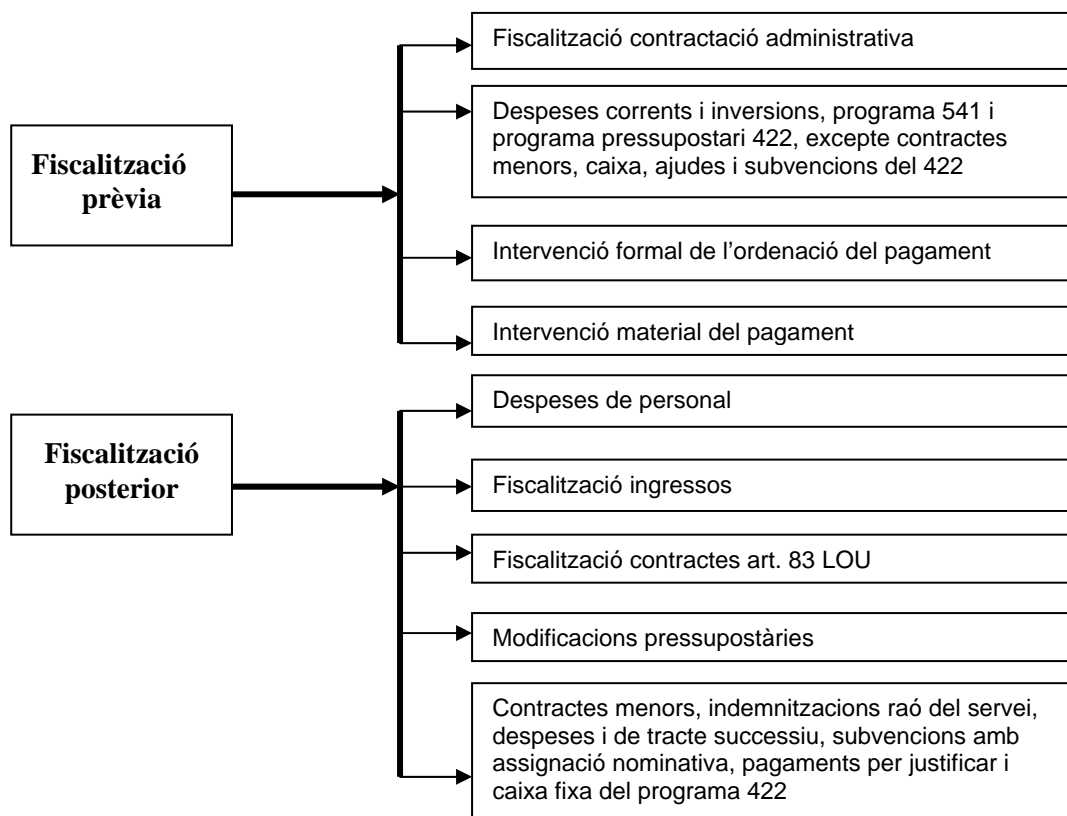 Fiscalització contractació administrativa
Despeses corrents i inversions, programa 541 i
programa pressupostari 422, excepte contractes
menors, caixa, ajudes i subvencions del 422
Fiscalització
prèvia
Intervenció formal de l’ordenació del pagament
Intervenció material del pagament
Despeses de personal
Fiscalització
posterior
Fiscalització ingressos
Fiscalització contractes art. 83 LOU
Modificacions pressupostàries
Contractes menors, indemnitzacions raó del servei,
despeses i de tracte successiu, subvencions amb
assignació nominativa, pagaments per justificar i
caixa fixa del programa 422